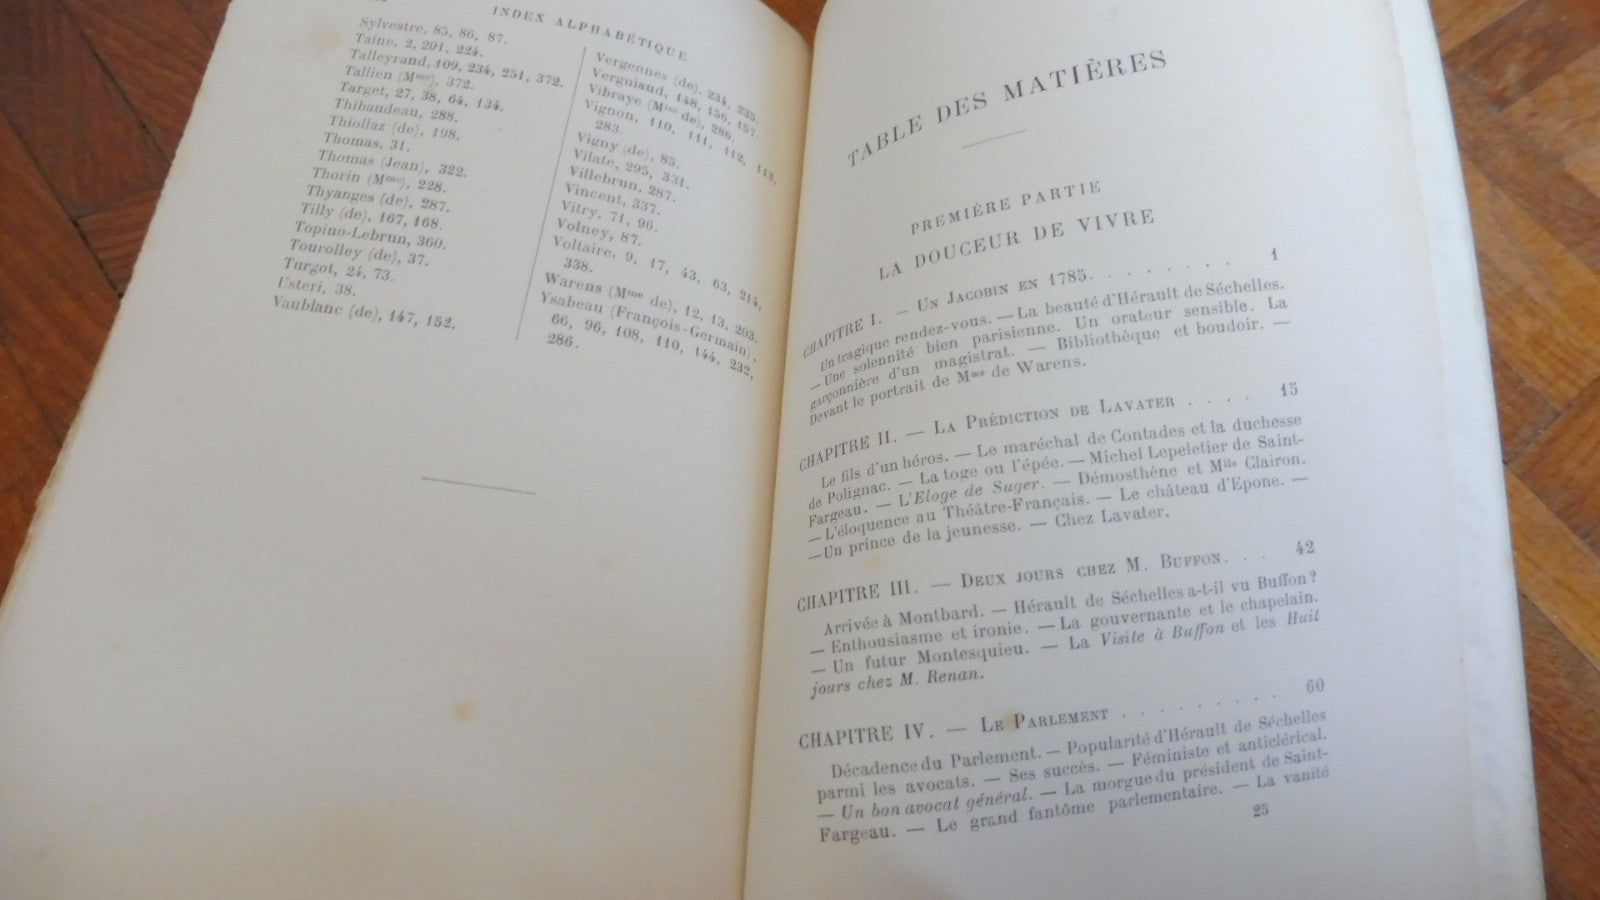 INDEX ALPHABÉTIQUE
Sylvestre, 85, 86, 87.
Taine, 2, 201, 224.
Talleyrand, 109, 234, 251, 372.
Tallien (Mme), 372.
Target, 27, 38, 64, 134.
Thibaudeau, 288.
Thiollaz (de), 198.
Thomas, 31.
Thomas (Jean), 322.
Thorin (Mme), 228.
Thyanges (de), 287.
Tilly (de), 167, 168.
Topino-Lebrun, 360.
Tourolley (de), 37.
Turgot, 24, 73.
Usteri, 38.
Vaublanc (de), 147, 152.
Vergennes (de), 234, 235.
Vergniaud, 148, 156, 157.
Vibraye (Mme de), 286.
Vignon, 110, 111, 112, 113,
283.
Vigny (de), 85.
Vilate, 295, 331.
Villebrun, 287.
Vincent, 337.
Vitry, 71, 96.
Volney, 87.
Voltaire, 9, 17, 43, 63, 214,
338.
Warens (Mme de), 12, 13, 203.
Ysabeau (François-Germain),
66, 96, 108, 110, 144, 232,
286.
TABLE DES MATIÈRES
PREMIÈRE PARTIE
LA DOUCEUR DE VIVRE
CHAPITRE I. — Un Jacobin en 1785. . . . . . . . . 1
Un tragique rendez-vous. — La beauté d'Hérault de Séchelles.
— Une solennité bien parisienne. Un orateur sensible. La
garçonnière d'un magistrat. — Bibliothèque et boudoir. —
Devant le portrait de Mme de Warens.
CHAPITRE II. — La Prédiction de Lavater . . . . 15
Le fils d'un héros. — Le maréchal de Contades et la duchesse
de Polignac. — La toge ou l'épée. — Michel Lepeletier de Saint-
Fargeau. — L'Eloge de Suger. — Démosthène et Mlle Clairon.
— L'éloquence au Théâtre-Français. — Le château d'Epone. —
— Un prince de la jeunesse. — Chez Lavater.
CHAPITRE III. — Deux jours chez M. Buffon. . . 42
Arrivée à Montbard. — Hérault de Séchelles a-t-il vu Buffon?
— Enthousiasme et ironie. — La gouvernante et le chapelain.
— Un futur Montesquieu. — La Visite à Buffon et les Huit
jours chez M. Renan.
CHAPITRE IV. — Le Parlement . . . . . . . . 60
Décadence du Parlement. — Popularité d'Hérault de Séchelles
parmi les avocats. — Ses succès. — Féministe et anticlérical.
— Un bon avocat général. — La morgue du président de Saint-
Fargeau. — Le grand fantôme parlementaire. — La vanité
25